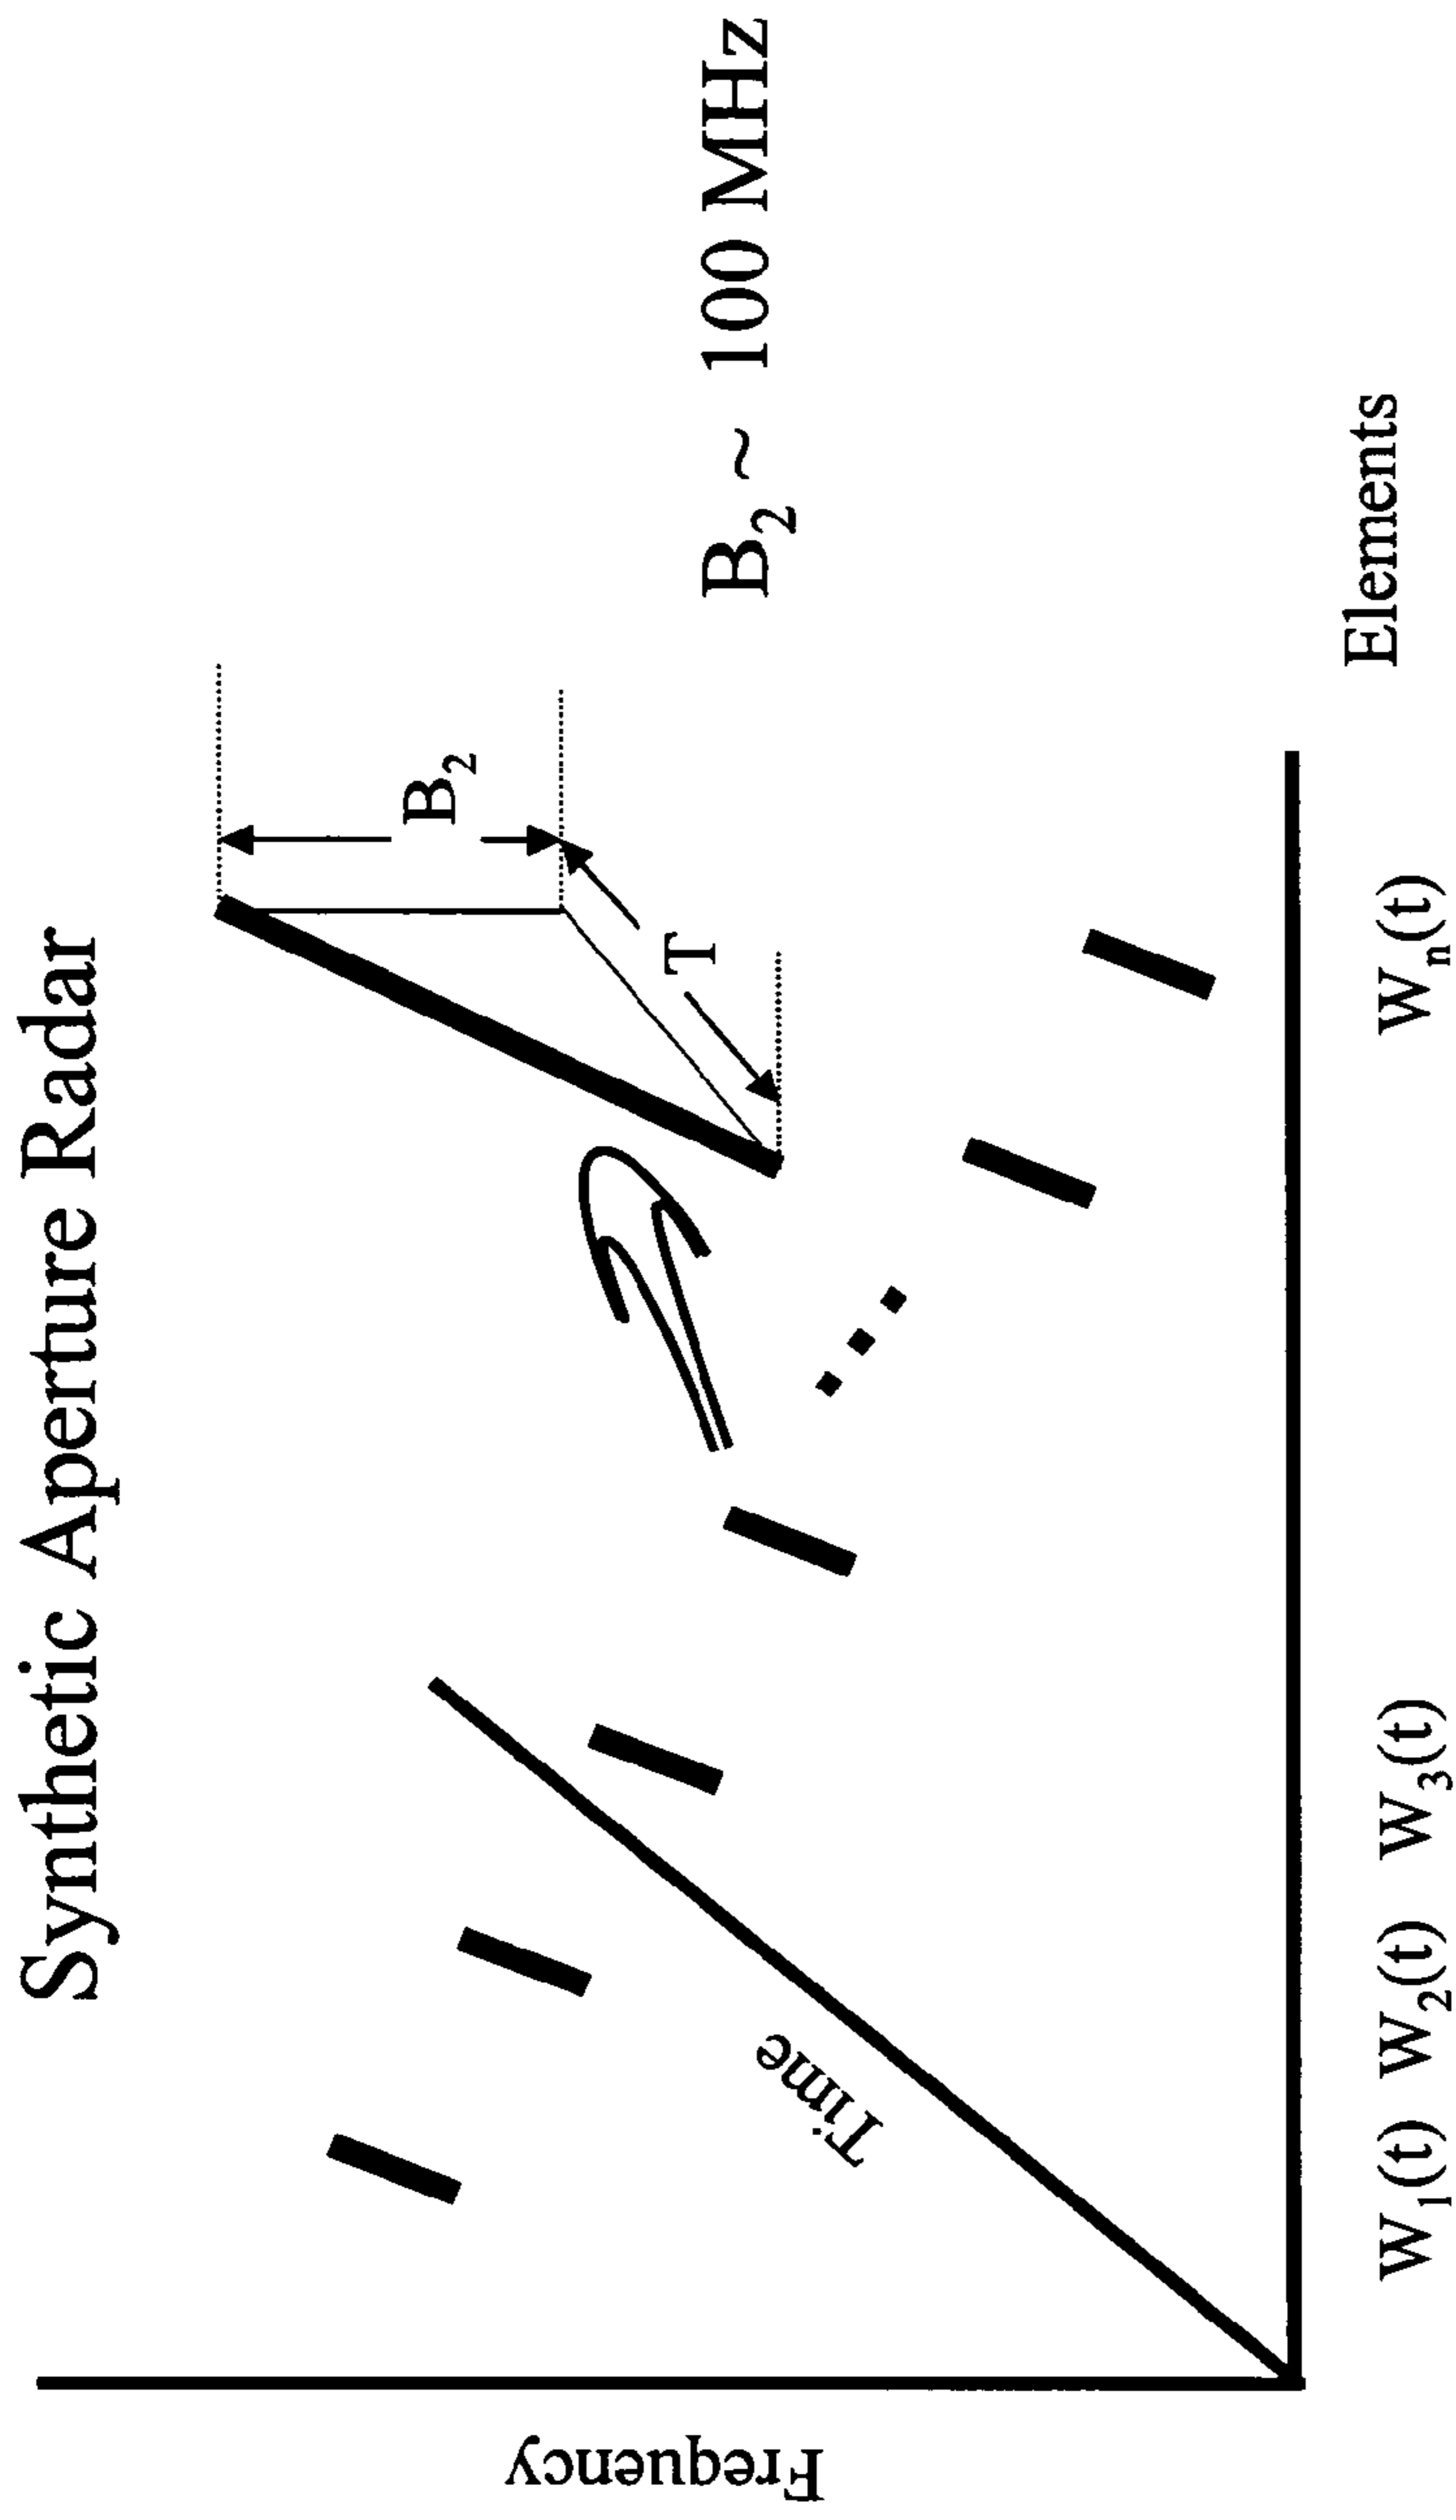 Synthetic Aperture Radar
Frequency
Time
B₂
T
B₂ ~ 100 MHz
Elements
W₁(t) W₂(t) W₃(t) Wₙ(t)